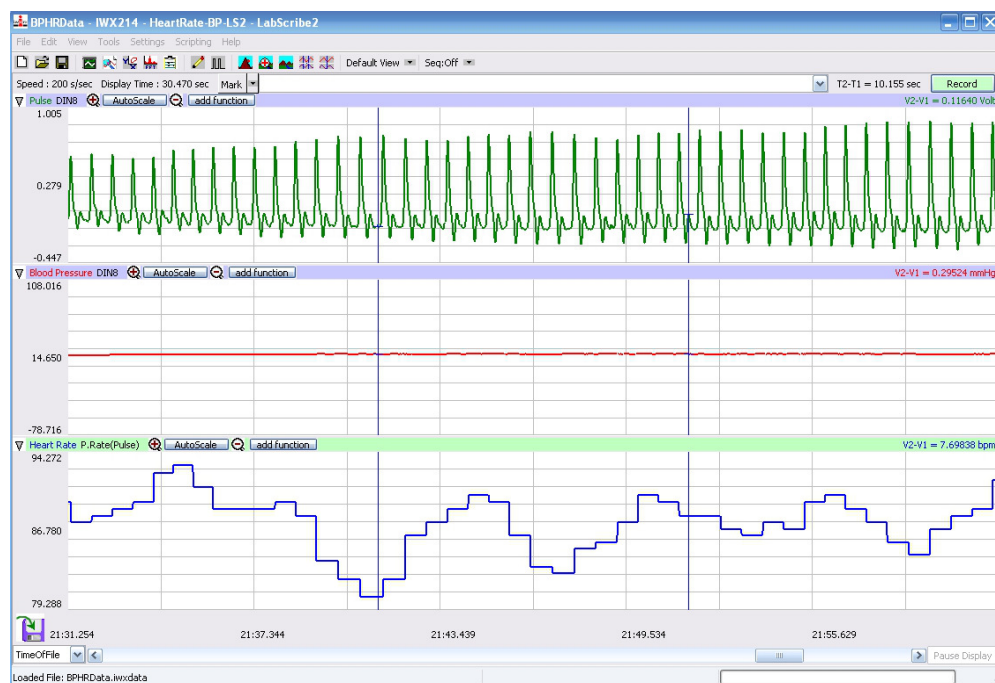 BPHRData - IWX214 - HeartRate-BP-LS2 - LabScribe2
File Edit View Tools Settings Scripting Help
Default View Seq:Off
Speed : 200 s/sec Display Time : 30.470 sec Mark T2-T1 = 10.155 sec Record
Pulse DIN8 AutoScale add function V2-V1 = 0.11640 Volt
1.005
0.279
-0.447
Blood Pressure DIN8 AutoScale add function V2-V1 = 0.29524 mmHg
108.016
14.650
-78.716
Heart Rate P.Rate(Pulse) AutoScale add function V2-V1 = 7.69838 bpm
94.272
86.780
79.288
21:31.254 21:37.344 21:43.439 21:49.534 21:55.629
TimeOfFile Pause Display
Loaded File: BPHRData.iwxdata